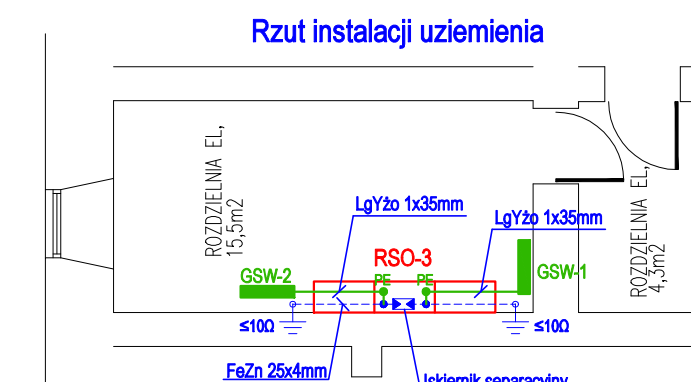 Rzut instalacji uziemienia
ROZDZIELNIA EL,
15,5m2
LgYżo 1x35mm
LgYżo 1x35mm
ROZDZIELNIA EL,
4,3m2
RSO-3
GSW-2
PE
PE
GSW-1
≤10Ω
≤10Ω
FeZn 25x4mm
Iskiernik separacyjny